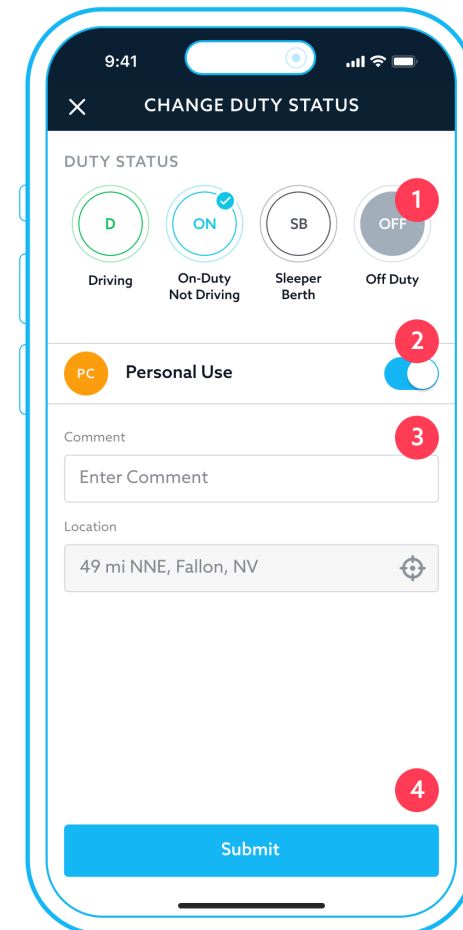 9:41
CHANGE DUTY STATUS
DUTY STATUS
1
D ON SB OFF
Driving On-Duty Not Driving Sleeper Berth Off Duty
2
PC Personal Use
Comment 3
Enter Comment
Location
49 mi NNE, Fallon, NV
4
Submit